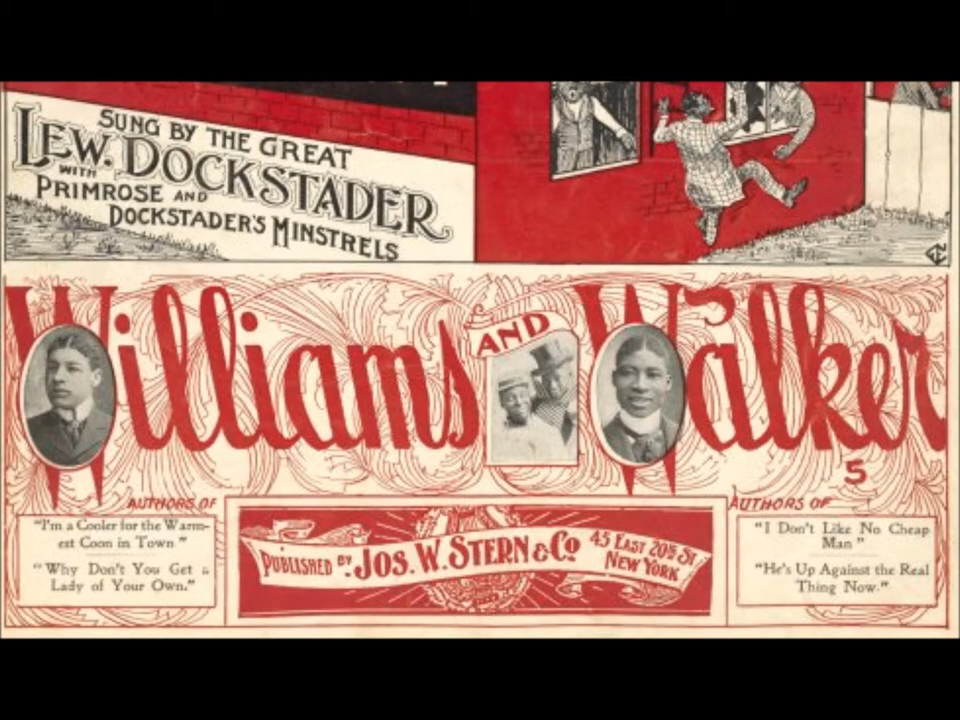 SUNG BY THE GREAT
LEW. DOCKSTADER
WITH
PRIMROSE AND
DOCKSTADER'S MINSTRELS
Williams AND Walker
5
AUTHORS OF
"I'm a Cooler for the Warm-
est Coon in Town"
"Why Don't You Get a
Lady of Your Own."
PUBLISHED BY JOS. W. STERN & CO
45 EAST 20TH ST
NEW YORK
AUTHORS OF
"I Don't Like No Cheap
Man"
"He's Up Against the Real
Thing Now."